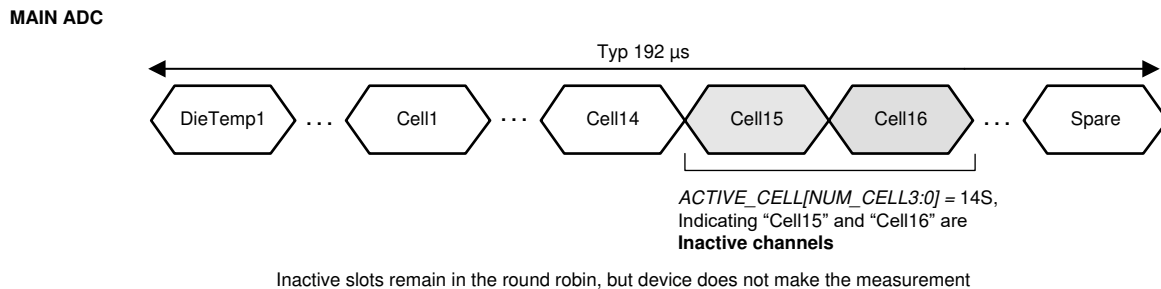 MAIN ADC
Typ 192 µs
DieTemp1 ... Cell1 ... Cell14 Cell15 Cell16 ... Spare
ACTIVE_CELL[NUM_CELL3:0] = 14S,
Indicating “Cell15” and “Cell16” are
Inactive channels
Inactive slots remain in the round robin, but device does not make the measurement